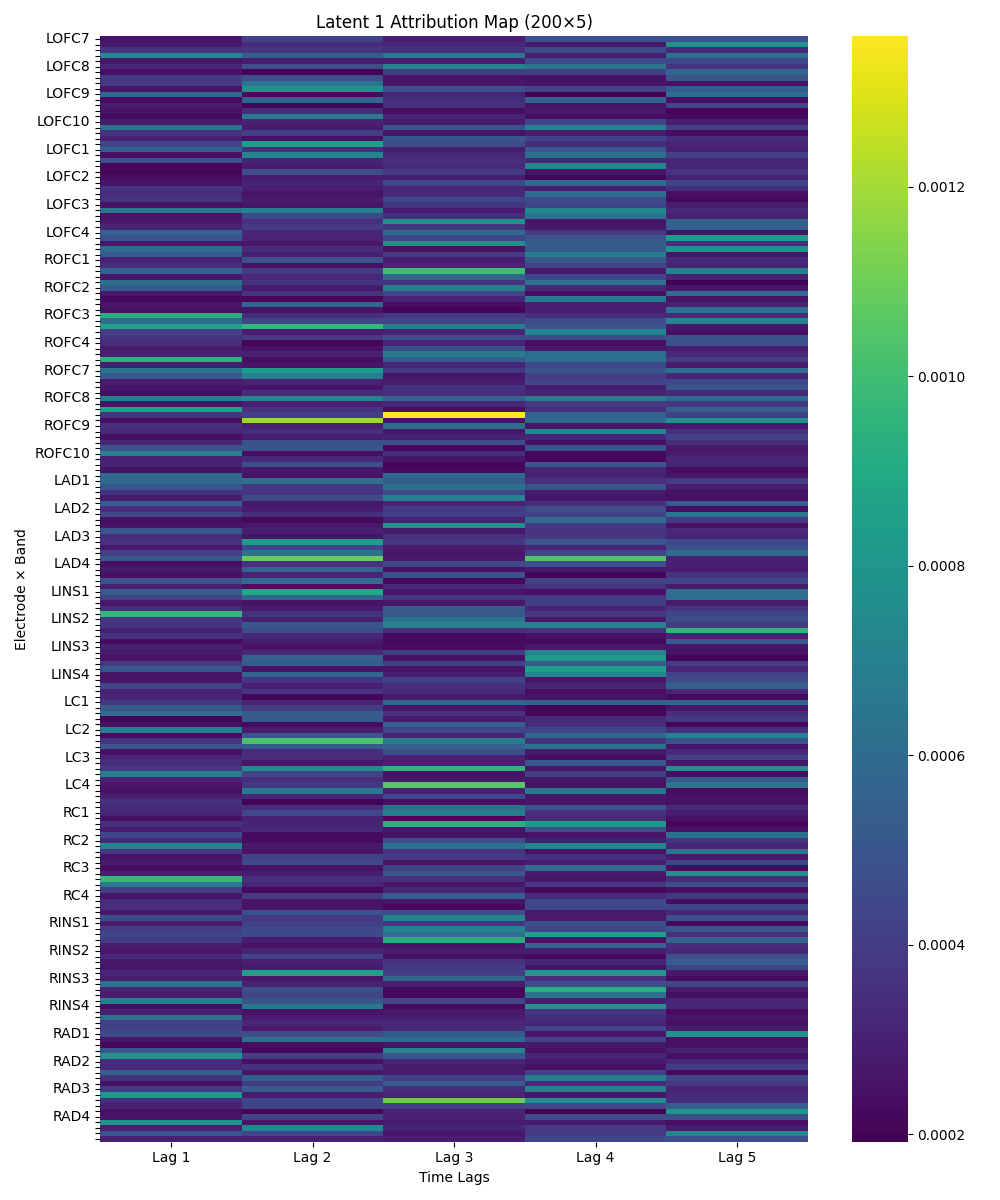 Latent 1 Attribution Map (200×5)
LOFC7
LOFC8
LOFC9
LOFC10
LOFC1
LOFC2
LOFC3
LOFC4
ROFC1
ROFC2
ROFC3
ROFC4
ROFC7
ROFC8
ROFC9
ROFC10
LAD1
LAD2
LAD3
LAD4
LINS1
LINS2
LINS3
LINS4
LC1
LC2
LC3
LC4
RC1
RC2
RC3
RC4
RINS1
RINS2
RINS3
RINS4
RAD1
RAD2
RAD3
RAD4
Electrode × Band
Lag 1 Lag 2 Lag 3 Lag 4 Lag 5
Time Lags
0.0012
0.0010
0.0008
0.0006
0.0004
0.0002